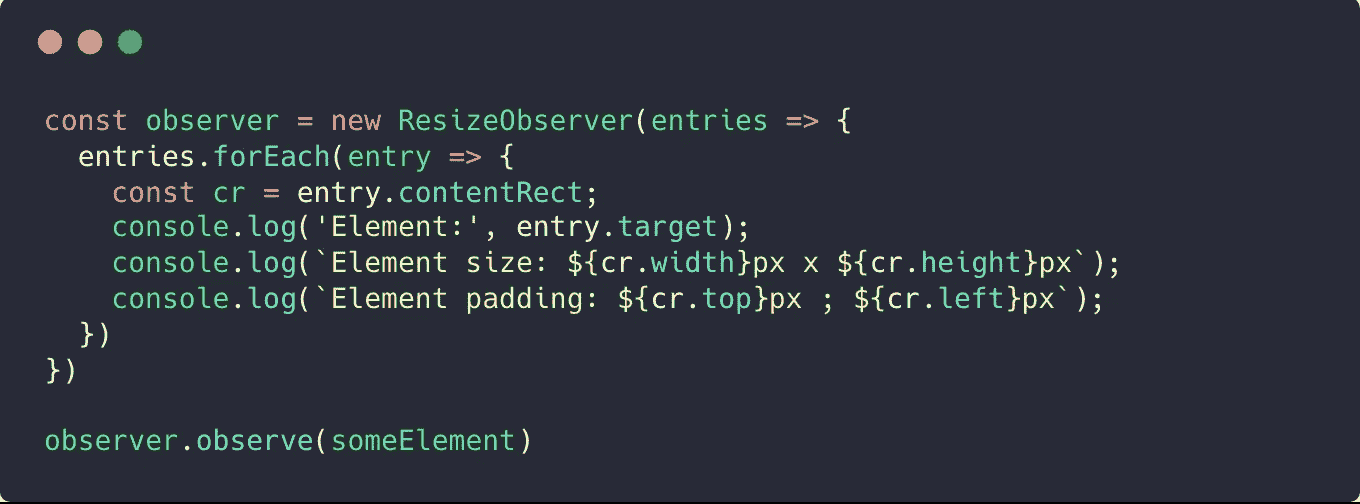 const observer = new ResizeObserver(entries => {
  entries.forEach(entry => {
    const cr = entry.contentRect;
    console.log('Element:', entry.target);
    console.log(`Element size: ${cr.width}px x ${cr.height}px`);
    console.log(`Element padding: ${cr.top}px ; ${cr.left}px`);
  })
})

observer.observe(someElement)